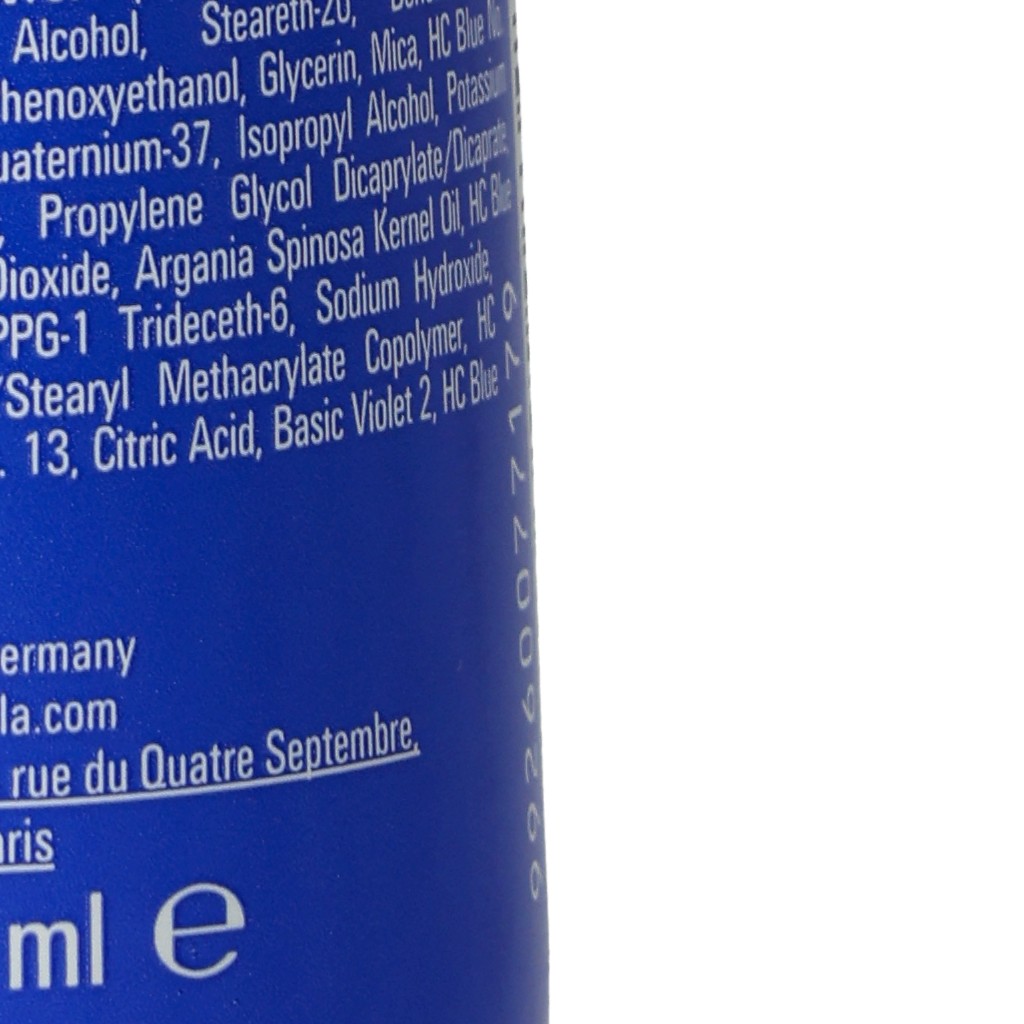 Alcohol, Steareth-20,
henoxyethanol, Glycerin, Mica, HC Blue No.
uaternium-37, Isopropyl Alcohol, Potassium
, Propylene Glycol Dicaprylate/Dicaprate,
Dioxide, Argania Spinosa Kernel Oil, HC Blue
PPG-1 Trideceth-6, Sodium Hydroxide,
/Stearyl Methacrylate Copolymer, HC
. 13, Citric Acid, Basic Violet 2, HC Blue
ermany
la.com
rue du Quatre Septembre,
aris
ml e